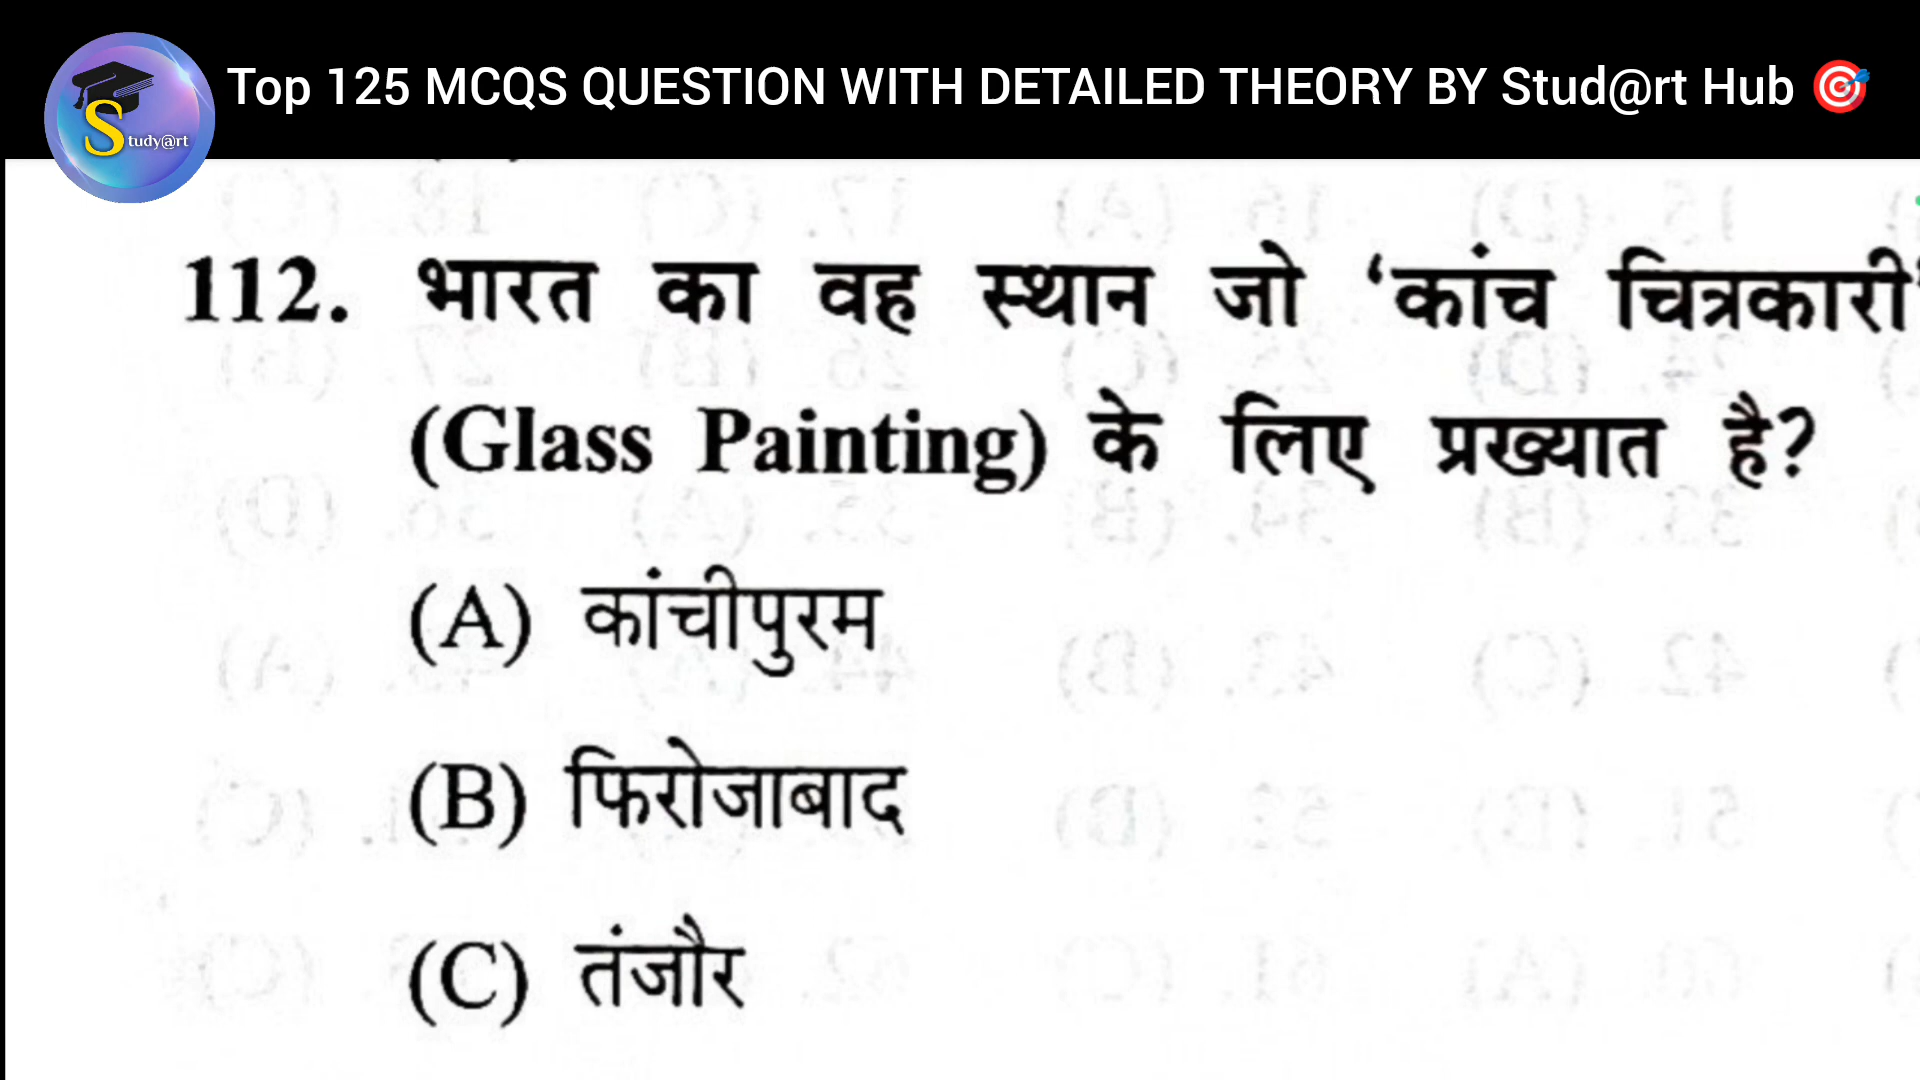 Top 125 MCQS QUESTION WITH DETAILED THEORY BY Stud@rt Hub 🎯
Study@rt
112. भारत का वह स्थान जो ‘कांच चित्रकारी’
(Glass Painting) के लिए प्रख्यात है?
(A) कांचीपुरम
(B) फिरोजाबाद
(C) तंजौर